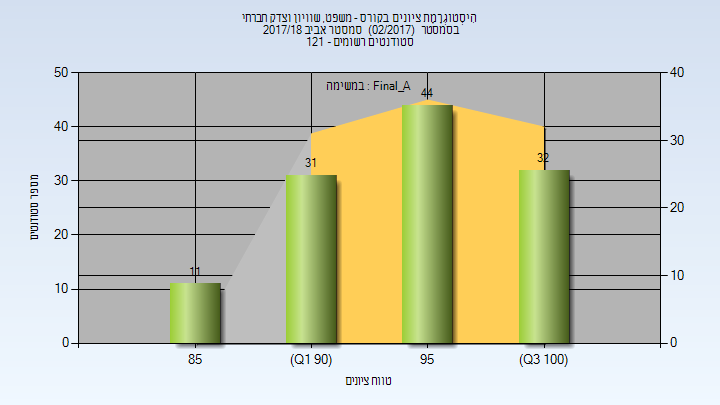 היסטוגרמת ציונים בקורס - משפט, שוויון וצדק חברתי
בסמסטר (02/2017) סמסטר אביב 2017/18
סטודנטים רשומים - 121
במשימה : Final_A
50
40
30
20
10
0
40
30
20
10
0
מספר סטודנטים
11
31
44
32
85
(Q1 90)
95
(Q3 100)
טווח ציונים